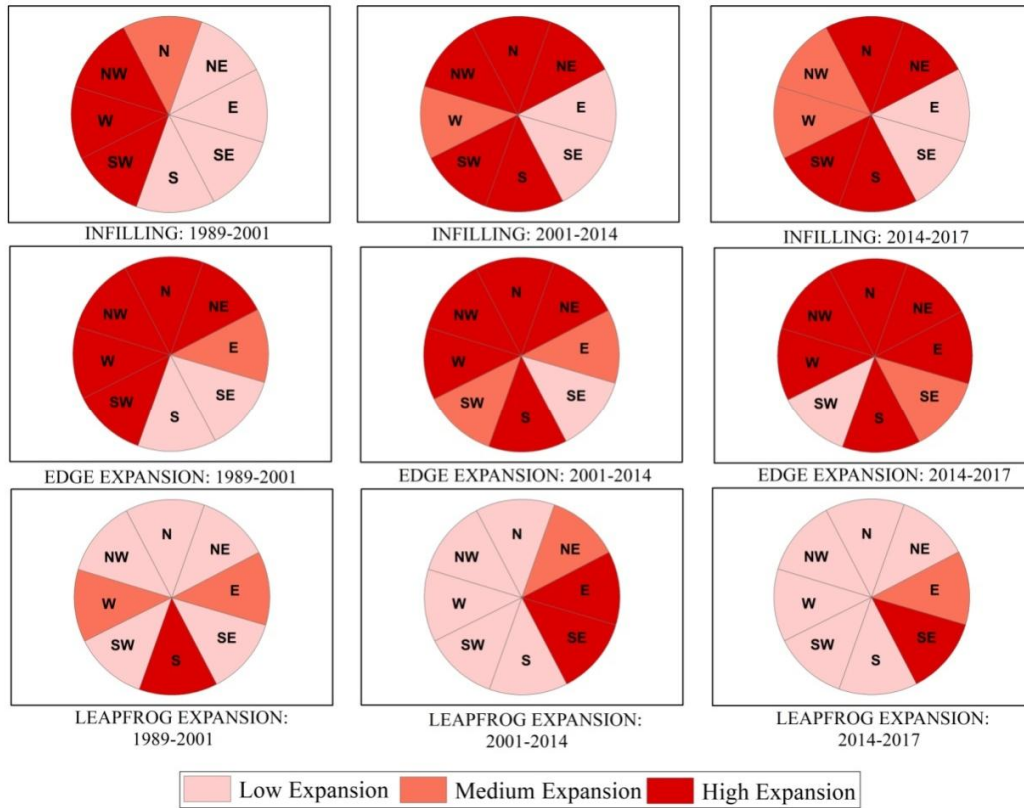 N
NW
NE
W
E
SW
SE
S
INFILLING: 1989-2001
N
NW
NE
W
E
SW
SE
S
INFILLING: 2001-2014
N
NW
NE
W
E
SW
SE
S
INFILLING: 2014-2017
N
NW
NE
W
E
SW
SE
S
EDGE EXPANSION: 1989-2001
N
NW
NE
W
E
SW
SE
S
EDGE EXPANSION: 2001-2014
N
NW
NE
W
E
SW
SE
S
EDGE EXPANSION: 2014-2017
N
NW
NE
W
E
SW
SE
S
LEAPFROG EXPANSION:
1989-2001
N
NW
NE
W
E
SW
SE
S
LEAPFROG EXPANSION:
2001-2014
N
NW
NE
W
E
SW
SE
S
LEAPFROG EXPANSION:
2014-2017
Low Expansion
Medium Expansion
High Expansion